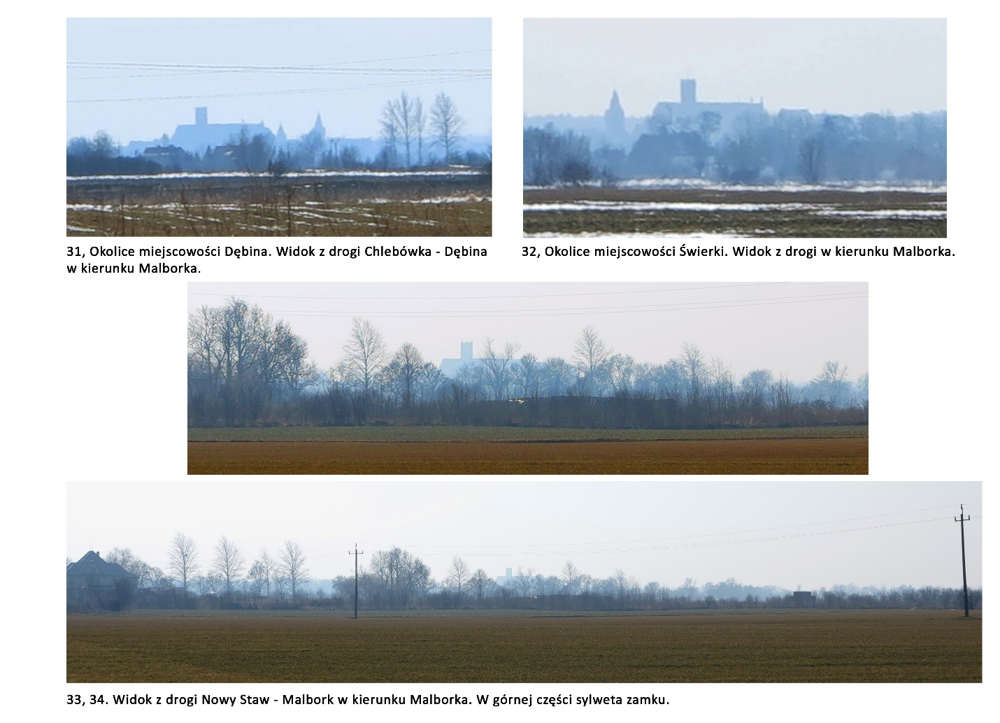 31, Okolice miejscowości Dębina. Widok z drogi Chlebówka - Dębina
w kierunku Malborka.
32, Okolice miejscowości Świerki. Widok z drogi w kierunku Malborka.
33, 34. Widok z drogi Nowy Staw - Malbork w kierunku Malborka. W górnej części sylweta zamku.